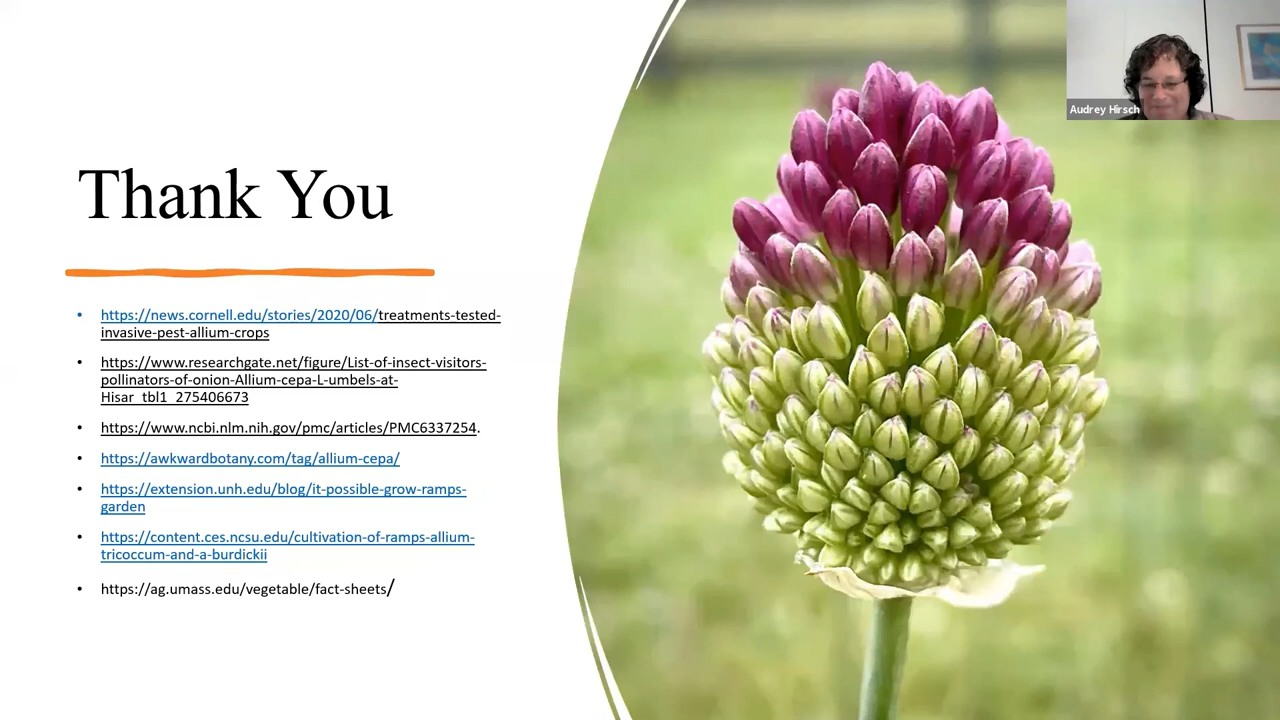 Audrey Hirsch
Thank You
• https://news.cornell.edu/stories/2020/06/treatments-tested-
invasive-pest-allium-crops
• https://www.researchgate.net/figure/List-of-insect-visitors-
pollinators-of-onion-Allium-cepa-L-umbels-at-
Hisar_tbl1_275406673
• https://www.ncbi.nlm.nih.gov/pmc/articles/PMC6337254.
• https://awkwardbotany.com/tag/allium-cepa/
• https://extension.unh.edu/blog/it-possible-grow-ramps-
garden
• https://content.ces.ncsu.edu/cultivation-of-ramps-allium-
tricoccum-and-a-burdickii
• https://ag.umass.edu/vegetable/fact-sheets/